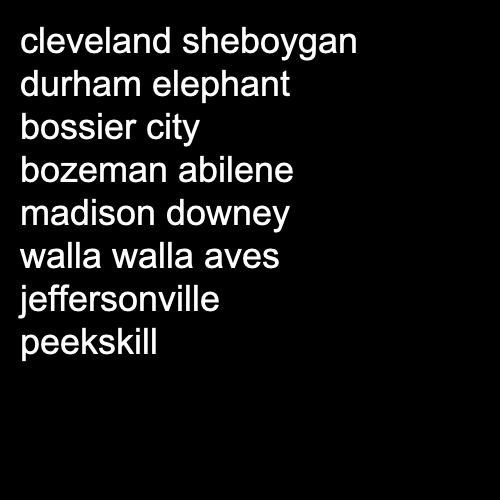 cleveland sheboygan
durham elephant
bossier city
bozeman abilene
madison downey
walla walla aves
jeffersonville
peekskill